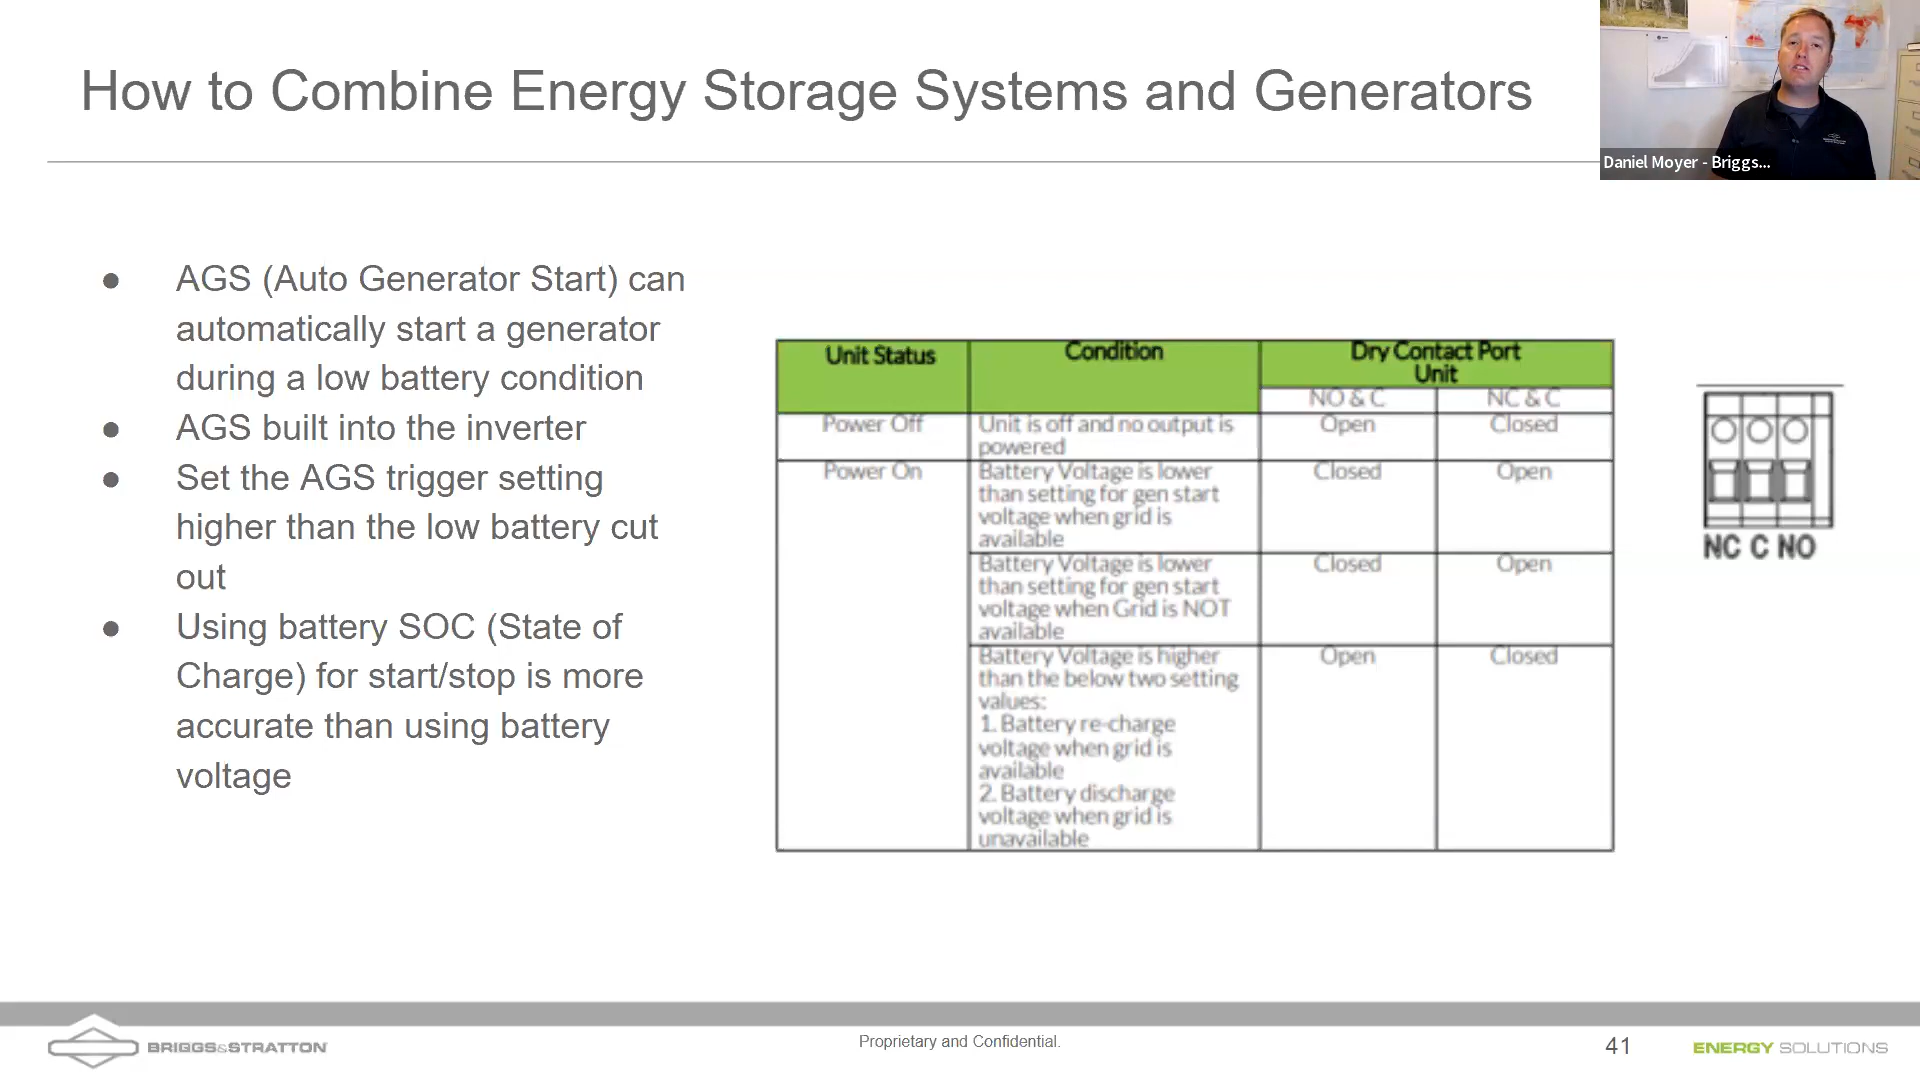 How to Combine Energy Storage Systems and Generators
Daniel Moyer - Briggs...
● AGS (Auto Generator Start) can
automatically start a generator
during a low battery condition
● AGS built into the inverter
● Set the AGS trigger setting
higher than the low battery cut
out
● Using battery SOC (State of
Charge) for start/stop is more
accurate than using battery
voltage
Unit Status
Condition
Dry Contact Port
Unit
NO & C
NC & C
Power Off
Unit is off and no output is
powered
Open
Closed
Power On
Battery Voltage is lower
than setting for gen start
voltage when grid is
available
Closed
Open
Battery Voltage is lower
than setting for gen start
voltage when Grid is NOT
available
Closed
Open
Battery Voltage is higher
than the below two setting
values:
1. Battery re-charge
voltage when grid is
available
2. Battery discharge
voltage when grid is
unavailable
Open
Closed
NC C NO
BRIGGS&STRATTON
Proprietary and Confidential.
41
ENERGY SOLUTIONS